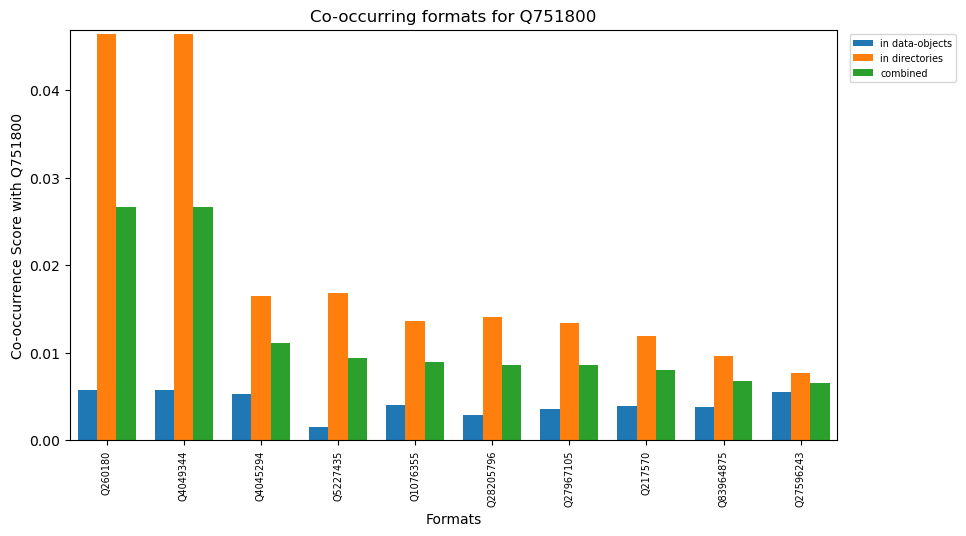 Co-occurring formats for Q751800
Co-occurrence Score with Q751800
0.04
0.03
0.02
0.01
0.00
Q260180
Q4049344
Q4045294
Q5227435
Q1076355
Q28205796
Q27967105
Q217570
Q83964875
Q27596243
Formats
in data-objects
in directories
combined